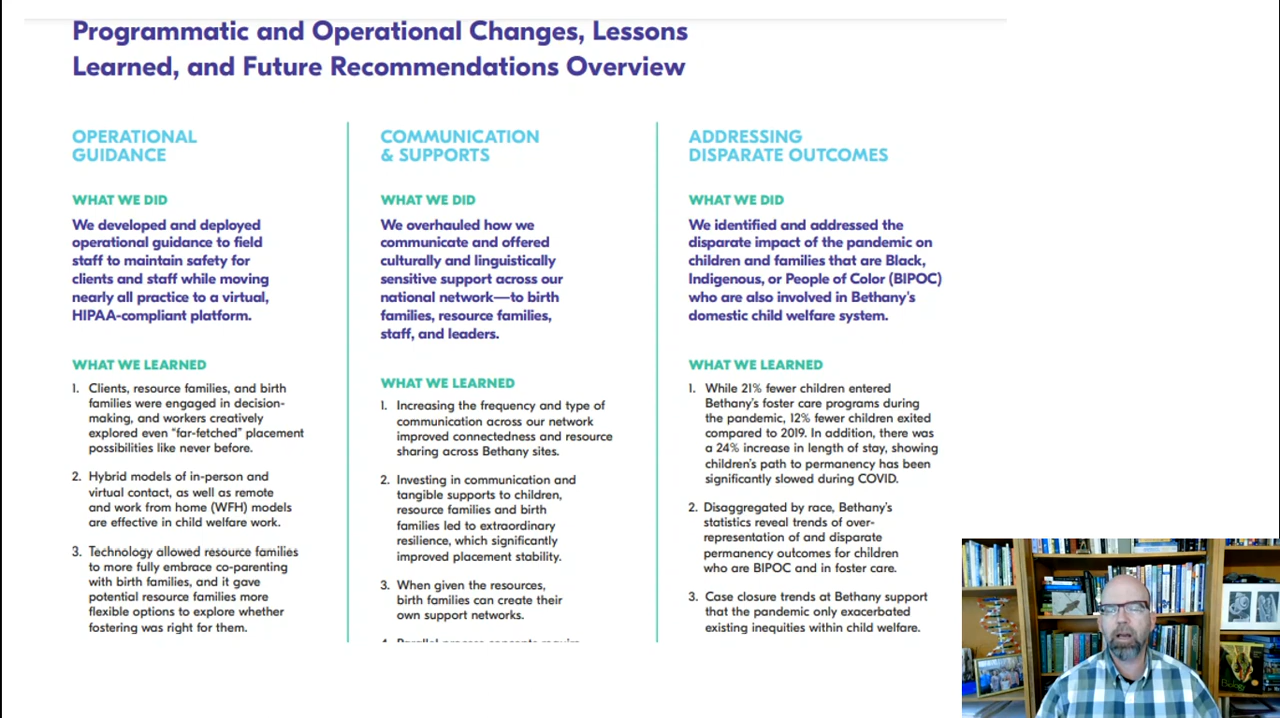 Programmatic and Operational Changes, Lessons
Learned, and Future Recommendations Overview
OPERATIONAL
GUIDANCE
WHAT WE DID
We developed and deployed
operational guidance to field
staff to maintain safety for
clients and staff while moving
nearly all practice to a virtual,
HIPAA-compliant platform.
WHAT WE LEARNED
1. Clients, resource families, and birth
families were engaged in decision-
making, and workers creatively
explored even “far-fetched” placement
possibilities like never before.
2. Hybrid models of in-person and
virtual contact, as well as remote
and work from home (WFH) models
are effective in child welfare work.
3. Technology allowed resource families
to more fully embrace co-parenting
with birth families, and it gave
potential resource families more
flexible options to explore whether
fostering was right for them.
COMMUNICATION
& SUPPORTS
WHAT WE DID
We overhauled how we
communicate and offered
culturally and linguistically
sensitive support across our
national network—to birth
families, resource families,
staff, and leaders.
WHAT WE LEARNED
1. Increasing the frequency and type of
communication across our network
improved connectedness and resource
sharing across Bethany sites.
2. Investing in communication and
tangible supports to children,
resource families and birth
families led to extraordinary
resilience, which significantly
improved placement stability.
3. When given the resources,
birth families can create their
own support networks.
ADDRESSING
DISPARATE OUTCOMES
WHAT WE DID
We identified and addressed the
disparate impact of the pandemic on
children and families that are Black,
Indigenous, or People of Color (BIPOC)
who are also involved in Bethany’s
domestic child welfare system.
WHAT WE LEARNED
1. While 21% fewer children entered
Bethany’s foster care programs during
the pandemic, 12% fewer children exited
compared to 2019. In addition, there was
a 24% increase in length of stay, showing
children’s path to permanency has been
significantly slowed during COVID.
2. Disaggregated by race, Bethany’s
statistics reveal trends of over-
representation of and disparate
permanency outcomes for children
who are BIPOC and in foster care.
3. Case closure trends at Bethany support
that the pandemic only exacerbated
existing inequities within child welfare.
Biology